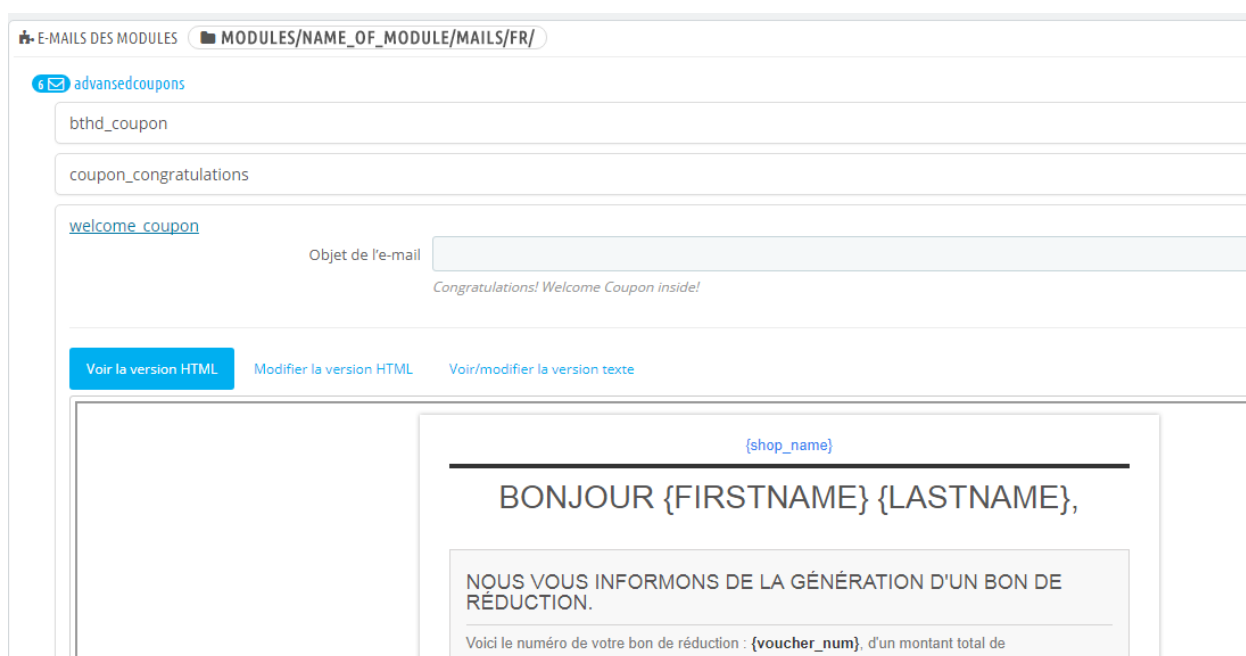 E-MAILS DES MODULES MODULES/NAME_OF_MODULE/MAILS/FR/
6 advansedcoupons
bthd_coupon
coupon_congratulations
welcome_coupon
Objet de l'e-mail
Congratulations! Welcome Coupon inside!
Voir la version HTML Modifier la version HTML Voir/modifier la version texte
{shop_name}
BONJOUR {FIRSTNAME} {LASTNAME},
NOUS VOUS INFORMONS DE LA GÉNÉRATION D'UN BON DE
RÉDUCTION.
Voici le numéro de votre bon de réduction : {voucher_num}, d'un montant total de